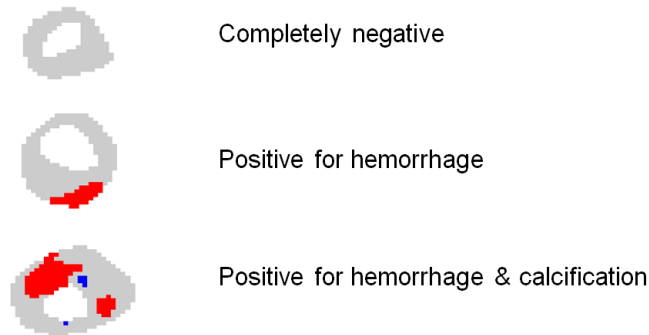 Completely negative
Positive for hemorrhage
Positive for hemorrhage & calcification